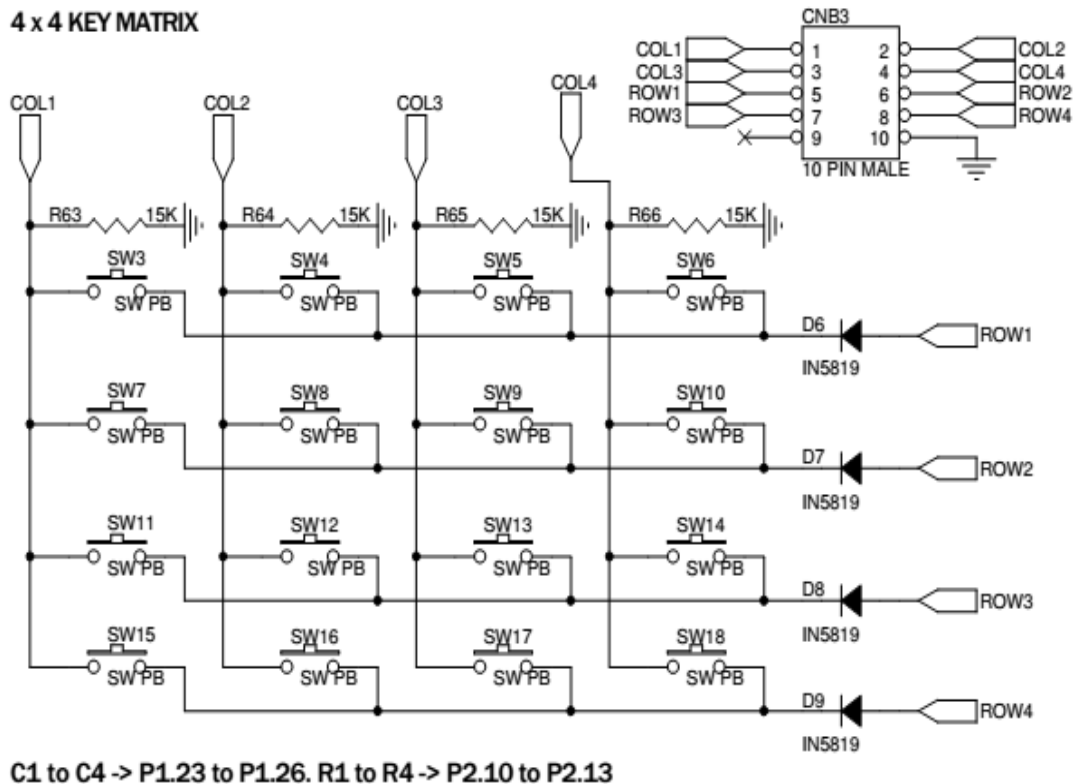 4 x 4 KEY MATRIX
CNB3
COL1 1 2 COL2
COL3 3 4 COL4
ROW1 5 6 ROW2
ROW3 7 8 ROW4
9 10
10 PIN MALE
COL1 COL2 COL3 COL4
R63 15K R64 15K R65 15K R66 15K
SW3 SW4 SW5 SW6
SW PB SW PB SW PB SW PB
D6 ROW1
IN5819
SW7 SW8 SW9 SW10
SW PB SW PB SW PB SW PB
D7 ROW2
IN5819
SW11 SW12 SW13 SW14
SW PB SW PB SW PB SW PB
D8 ROW3
IN5819
SW15 SW16 SW17 SW18
SW PB SW PB SW PB SW PB
D9 ROW4
IN5819
C1 to C4 -> P1.23 to P1.26. R1 to R4 -> P2.10 to P2.13